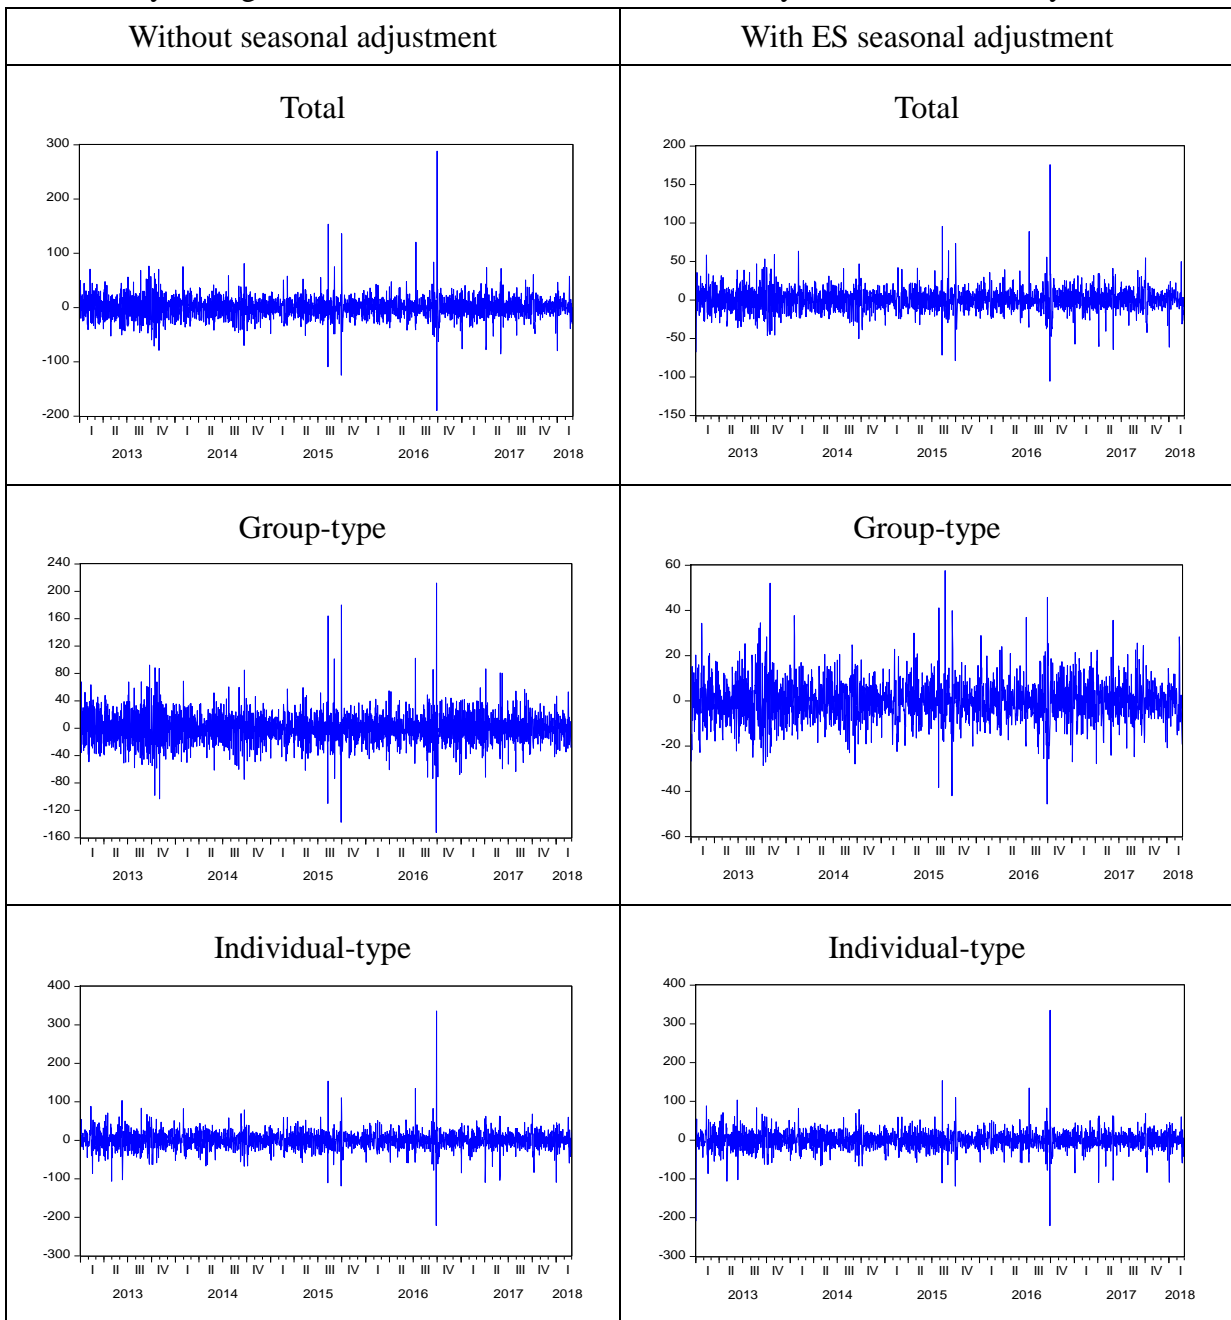 Without seasonal adjustment
With ES seasonal adjustment
Total
300
200
100
0
-100
-200
I II III IV I II III IV I II III IV I II III IV I II III IV I
2013 2014 2015 2016 2017 2018
Total
200
150
100
50
0
-50
-100
-150
I II III IV I II III IV I II III IV I II III IV I II III IV I
2013 2014 2015 2016 2017 2018
Group-type
240
200
160
120
80
40
0
-40
-80
-120
-160
I II III IV I II III IV I II III IV I II III IV I II III IV I
2013 2014 2015 2016 2017 2018
Group-type
60
40
20
0
-20
-40
-60
I II III IV I II III IV I II III IV I II III IV I II III IV I
2013 2014 2015 2016 2017 2018
Individual-type
400
300
200
100
0
-100
-200
-300
I II III IV I II III IV I II III IV I II III IV I II III IV I
2013 2014 2015 2016 2017 2018
Individual-type
400
300
200
100
0
-100
-200
-300
I II III IV I II III IV I II III IV I II III IV I II III IV I
2013 2014 2015 2016 2017 2018